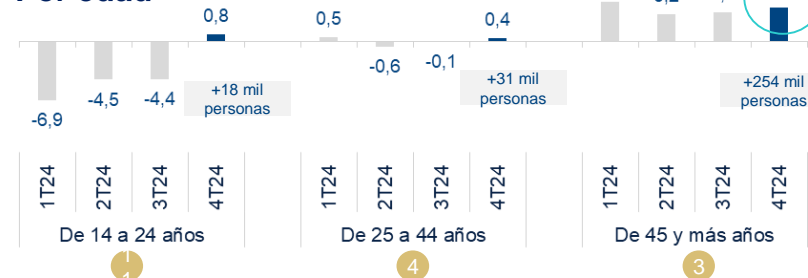 0,8
0,5
0,4
-0,6
-0,1
-4,5
-4,4
-6,9
+18 mil
personas
+31 mil
personas
+254 mil
personas
1T24 2T24 3T24 4T24 1T24 2T24 3T24 4T24 1T24 2T24 3T24 4T24
De 14 a 24 años De 25 a 44 años De 45 y más años
4 3